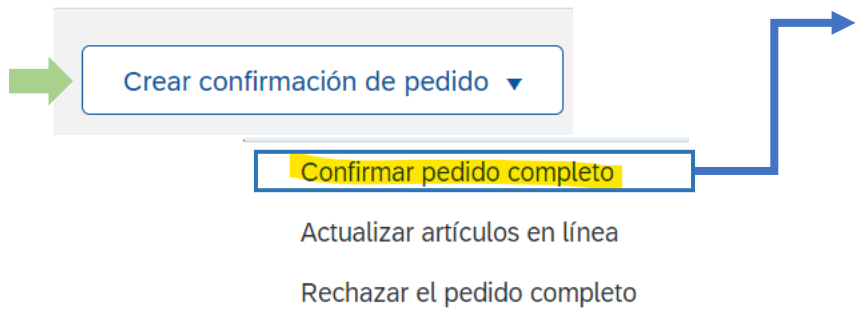 Crear confirmación de pedido
Confirmar pedido completo
Actualizar artículos en línea
Rechazar el pedido completo